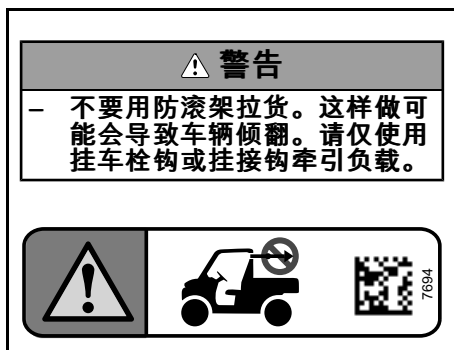 警告
– 不要用防滚架拉货。这样做可
能会导致车辆倾翻。请仅使用
挂车栓钩或挂接钩牵引负载。
7694